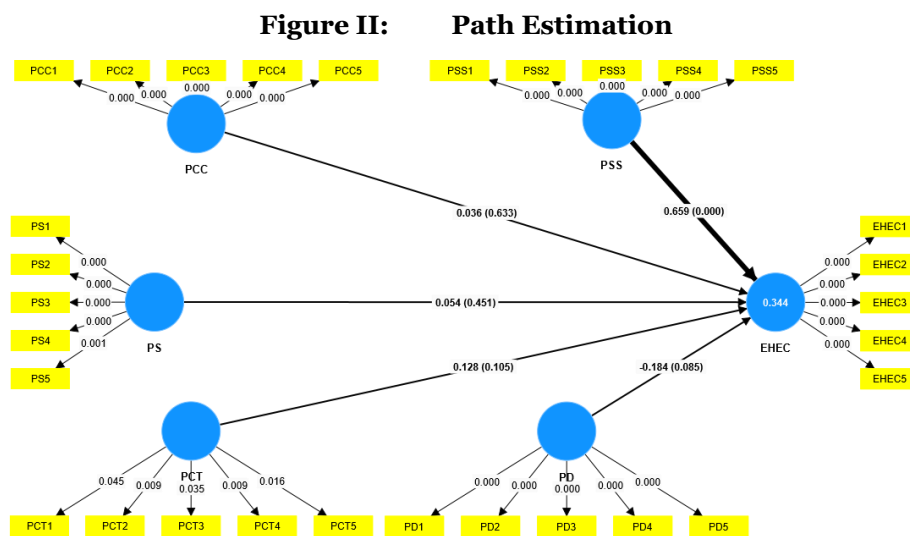 Figure II: Path Estimation
PCC1 PCC2 PCC3 PCC4 PCC5
0.000 0.000 0.000 0.000 0.000
PCC
PSS1 PSS2 PSS3 PSS4 PSS5
0.000 0.000 0.000 0.000 0.000
PSS
0.036 (0.633)
0.659 (0.000)
PS1
PS2
PS3
PS4
PS5
0.000
0.000
0.000
0.000
0.001
PS
0.054 (0.451)
0.344
EHEC
0.000
0.000
0.000
0.000
0.000
EHEC1
EHEC2
EHEC3
EHEC4
EHEC5
0.128 (0.105)
-0.184 (0.085)
PCT
0.045 0.009 0.035 0.009 0.016
PCT1 PCT2 PCT3 PCT4 PCT5
PD
0.000 0.000 0.000 0.000 0.000
PD1 PD2 PD3 PD4 PD5